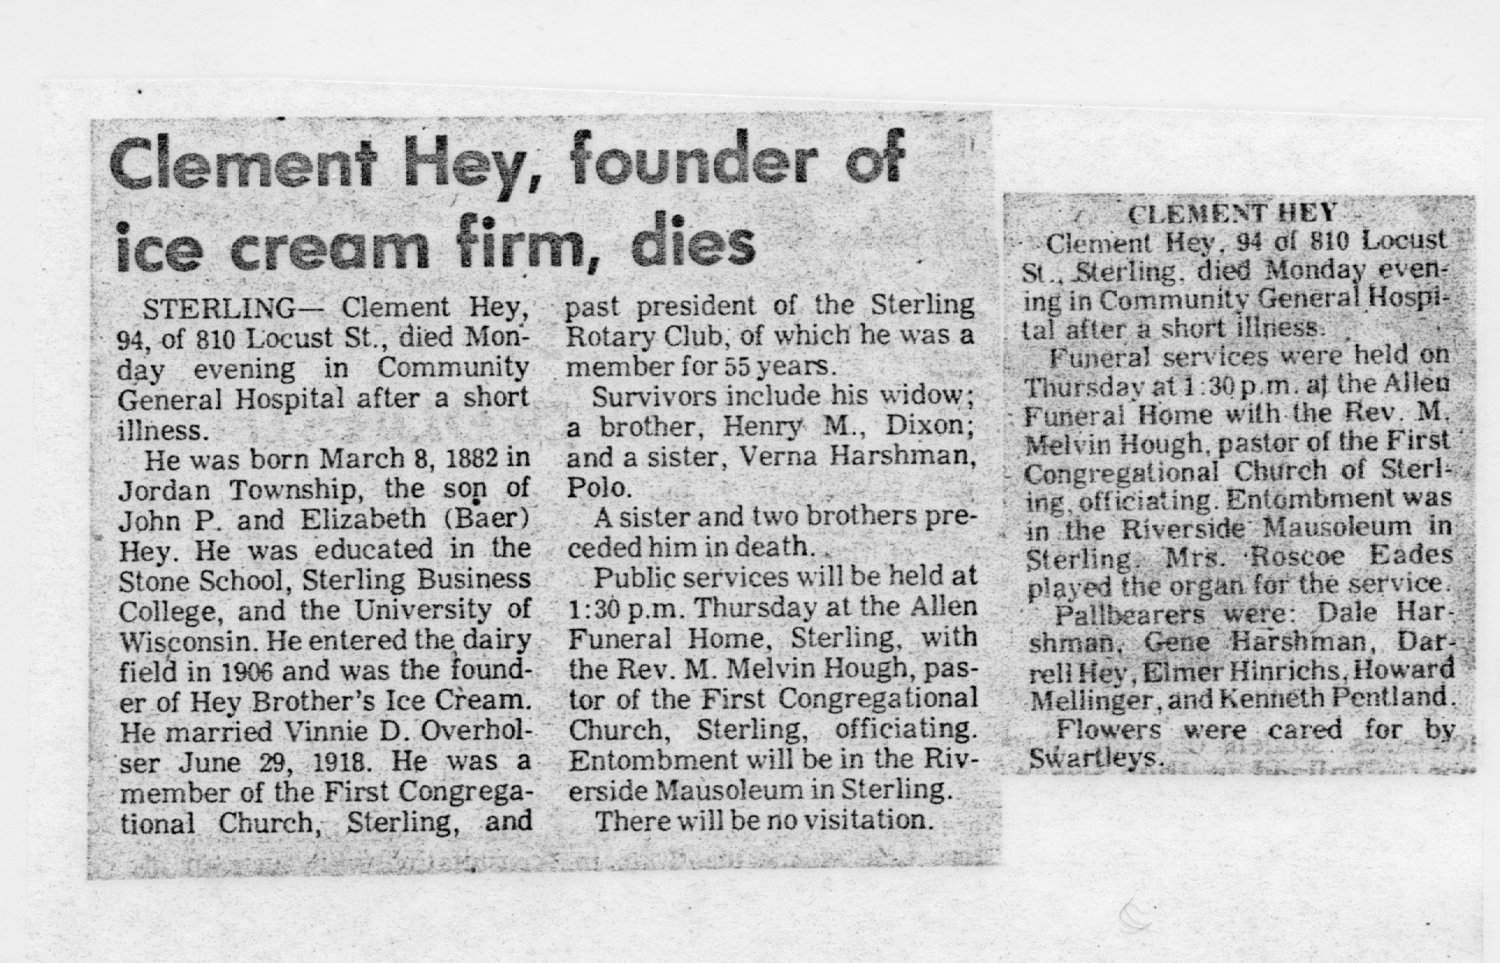 Clement Hey, founder of
ice cream firm, dies
STERLING— Clement Hey,
94, of 810 Locust St., died Mon-
day evening in Community
General Hospital after a short
illness.
He was born March 8, 1882 in
Jordan Township, the son of
John P. and Elizabeth (Baer)
Hey. He was educated in the
Stone School, Sterling Business
College, and the University of
Wisconsin. He entered the dairy
field in 1906 and was the found-
er of Hey Brother's Ice Cream.
He married Vinnie D. Overhol-
ser June 29, 1918. He was a
member of the First Congrega-
tional Church, Sterling, and
past president of the Sterling
Rotary Club, of which he was a
member for 55 years.
Survivors include his widow;
a brother, Henry M., Dixon;
and a sister, Verna Harshman,
Polo.
A sister and two brothers pre-
ceded him in death.
Public services will be held at
1:30 p.m. Thursday at the Allen
Funeral Home, Sterling, with
the Rev. M. Melvin Hough, pas-
tor of the First Congregational
Church, Sterling, officiating.
Entombment will be in the Riv-
erside Mausoleum in Sterling.
There will be no visitation.
CLEMENT HEY
Clement Hey, 94 of 810 Locust
St., Sterling, died Monday even-
ing in Community General Hospi-
tal after a short illness.
Funeral services were held on
Thursday at 1:30 p.m. at the Allen
Funeral Home with the Rev. M.
Melvin Hough, pastor of the First
Congregational Church of Sterl-
ing, officiating. Entombment was
in the Riverside Mausoleum in
Sterling. Mrs. Roscoe Eades
played the organ for the service.
Pallbearers were: Dale Har-
shman, Gene Harshman, Dar-
rell Hey, Elmer Hinrichs, Howard
Mellinger, and Kenneth Pentland.
Flowers were cared for by
Swartleys.